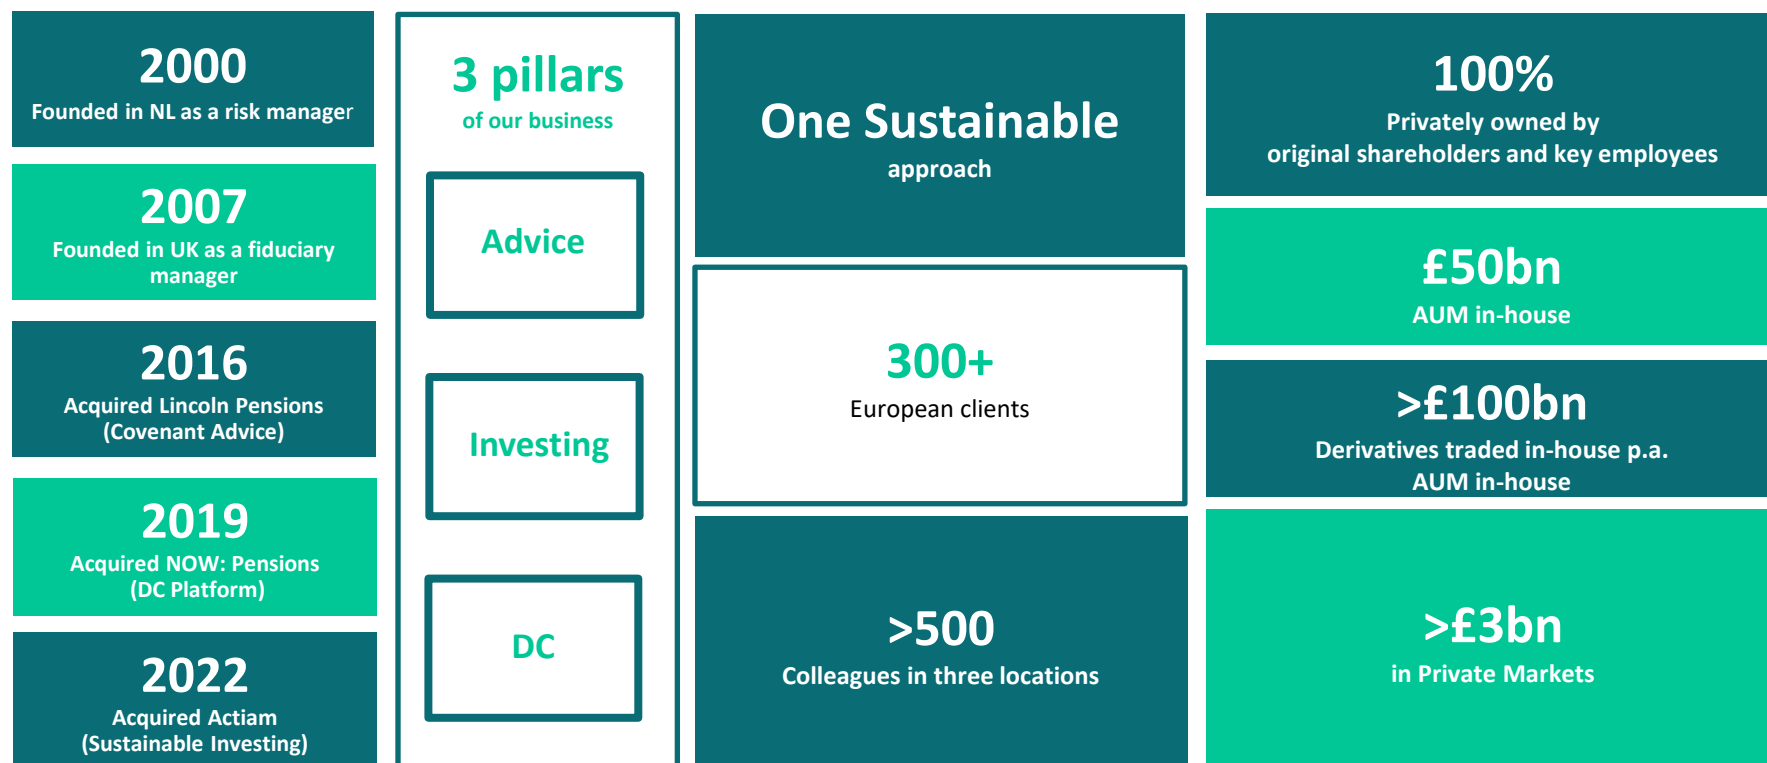 2000
Founded in NL as a risk manager
2007
Founded in UK as a fiduciary
manager
2016
Acquired Lincoln Pensions
(Covenant Advice)
2019
Acquired NOW: Pensions
(DC Platform)
2022
Acquired Actiam
(Sustainable Investing)
3 pillars
of our business
Advice
Investing
DC
One Sustainable
approach
300+
European clients
>500
Colleagues in three locations
100%
Privately owned by
original shareholders and key employees
£50bn
AUM in-house
>£100bn
Derivatives traded in-house p.a.
AUM in-house
>£3bn
in Private Markets